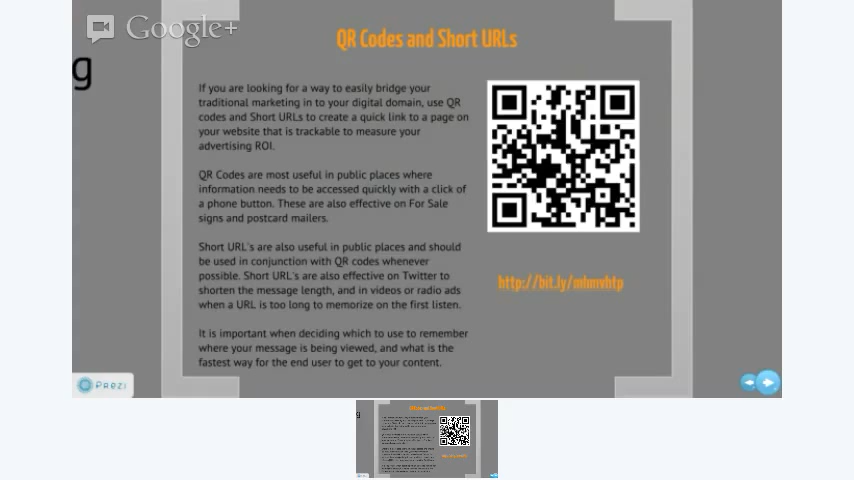 Google+
g
QR Codes and Short URLs
If you are looking for a way to easily bridge your
traditional marketing in to your digital domain, use QR
codes and Short URLs to create a quick link to a page on
your website that is trackable to measure your
advertising ROI.
QR Codes are most useful in public places where
information needs to be accessed quickly with a click of
a phone button. These are also effective on For Sale
signs and postcard mailers.
Short URL's are also useful in public places and should
be used in conjunction with QR codes whenever
possible. Short URL's are also effective on Twitter to
shorten the message length, and in videos or radio ads
when a URL is too long to memorize on the first listen.
It is important when deciding which to use to remember
where your message is being viewed, and what is the
fastest way for the end user to get to your content.
http://bit.ly/mhmvhtp
Prezi